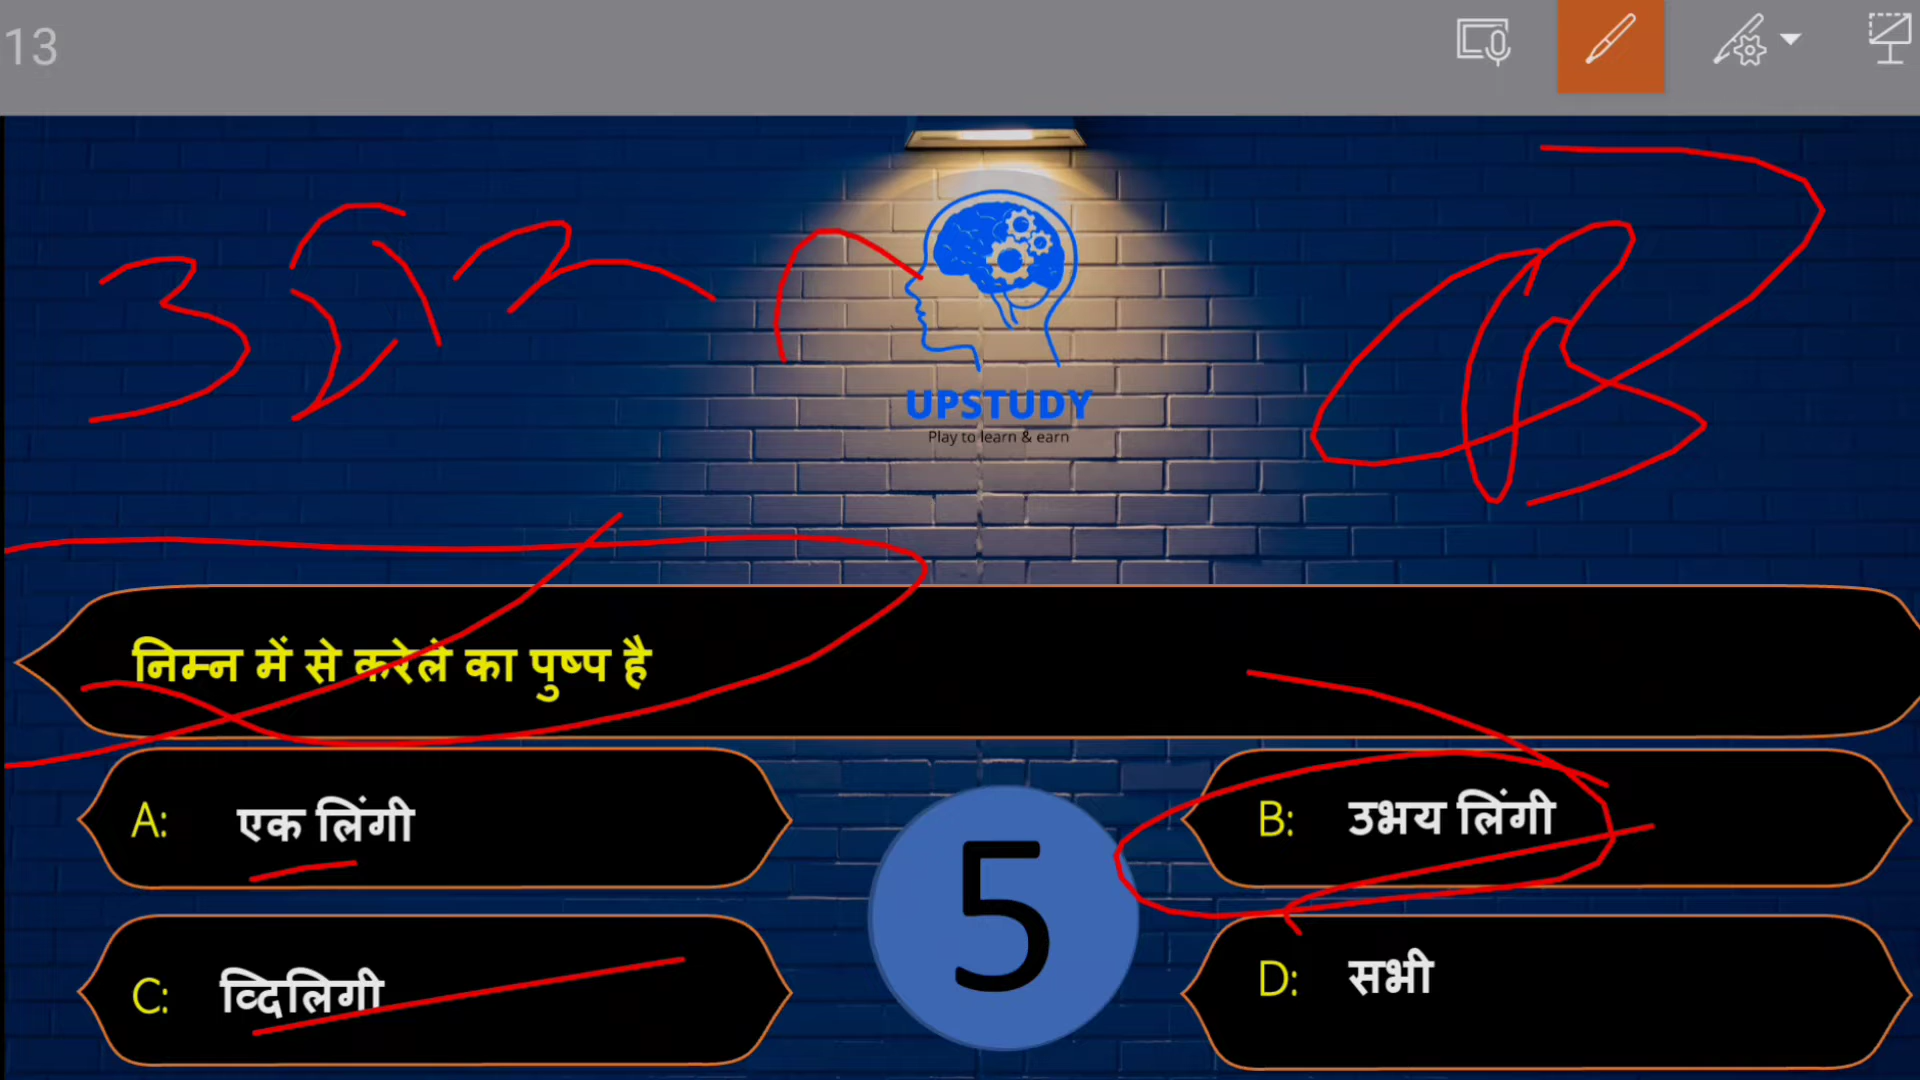 13
UPSTUDY
Play to learn & earn
निम्न में से करेले का पुष्प है
A: एक लिंगी
B: उभय लिंगी
5
C: व्दिलिगी
D: सभी